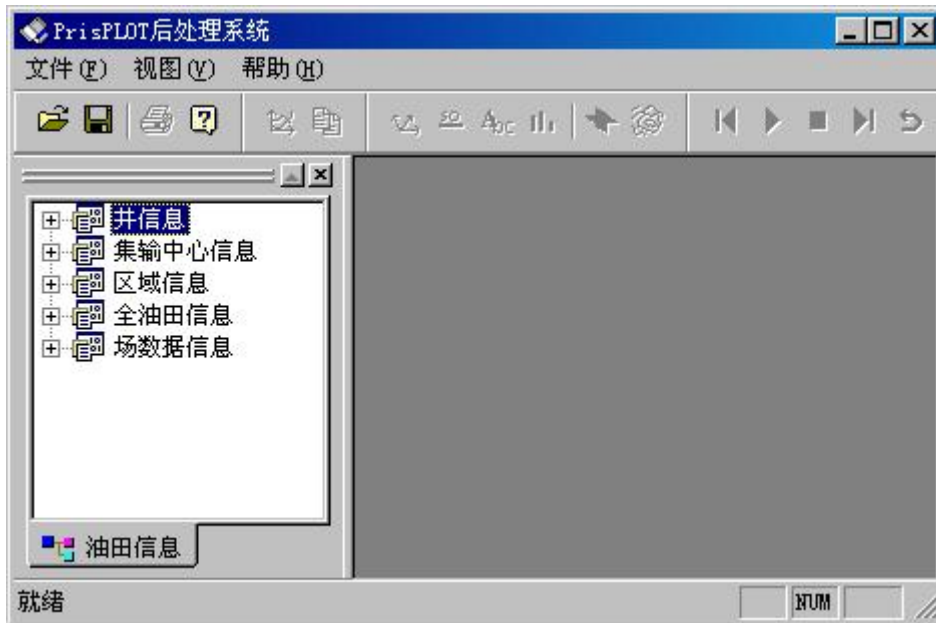 PrisPLOT后处理系统
文件(F) 视图(V) 帮助(H)
井信息
集输中心信息
区域信息
全油田信息
场数据信息
油田信息
就绪 NUM